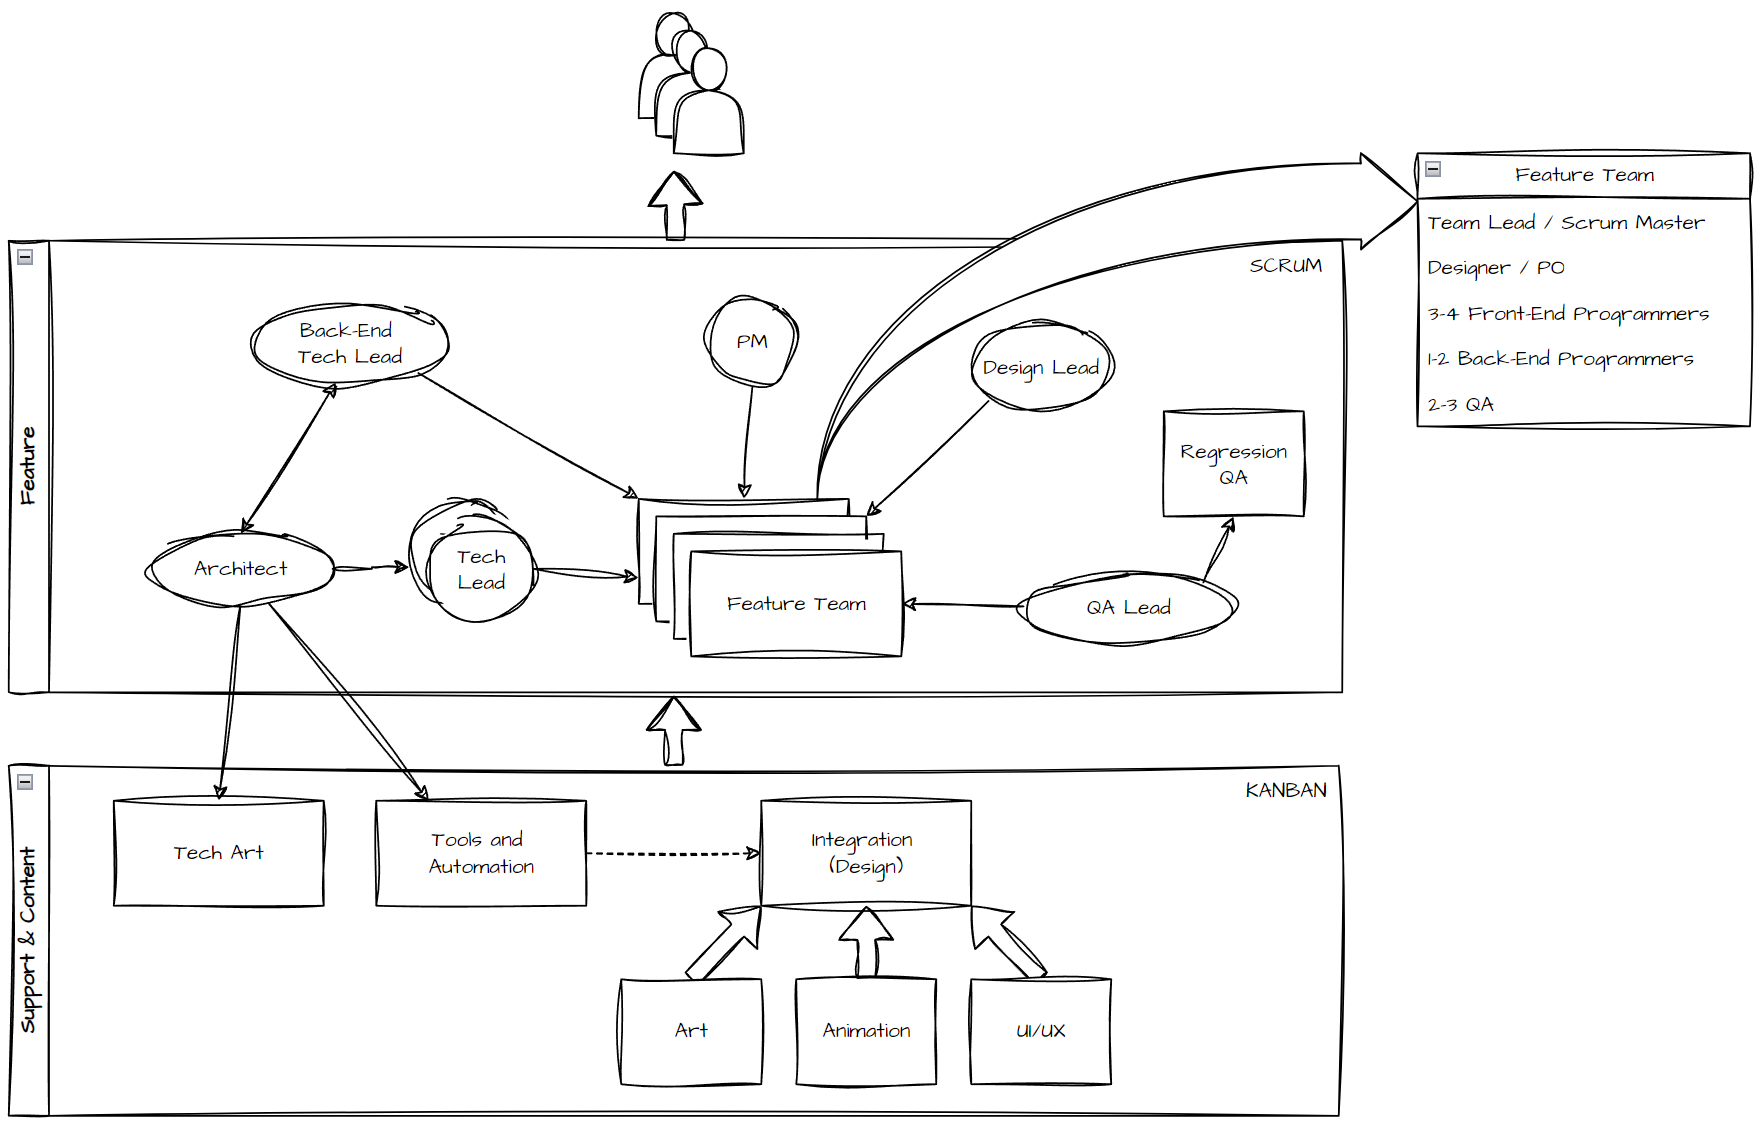 Feature Team
Team Lead / Scrum Master
Designer / PO
3-4 Front-End Programmers
1-2 Back-End Programmers
2-3 QA
Feature
SCRUM
Back-End
Tech Lead
PM
Design Lead
Regression
QA
Architect
Tech
Lead
Feature Team
QA Lead
Support & Content
KANBAN
Tech Art
Tools and
Automation
Integration
(Design)
Art
Animation
UI/UX